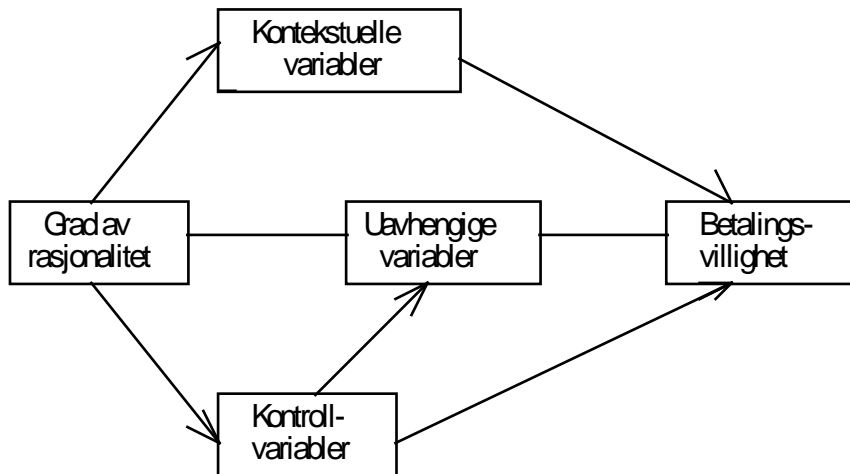 Kontekstuelle
variabler
Grad av
rasjonalitet
Uavhengige
variabler
Betalings-
villighet
Kontroll-
variabler